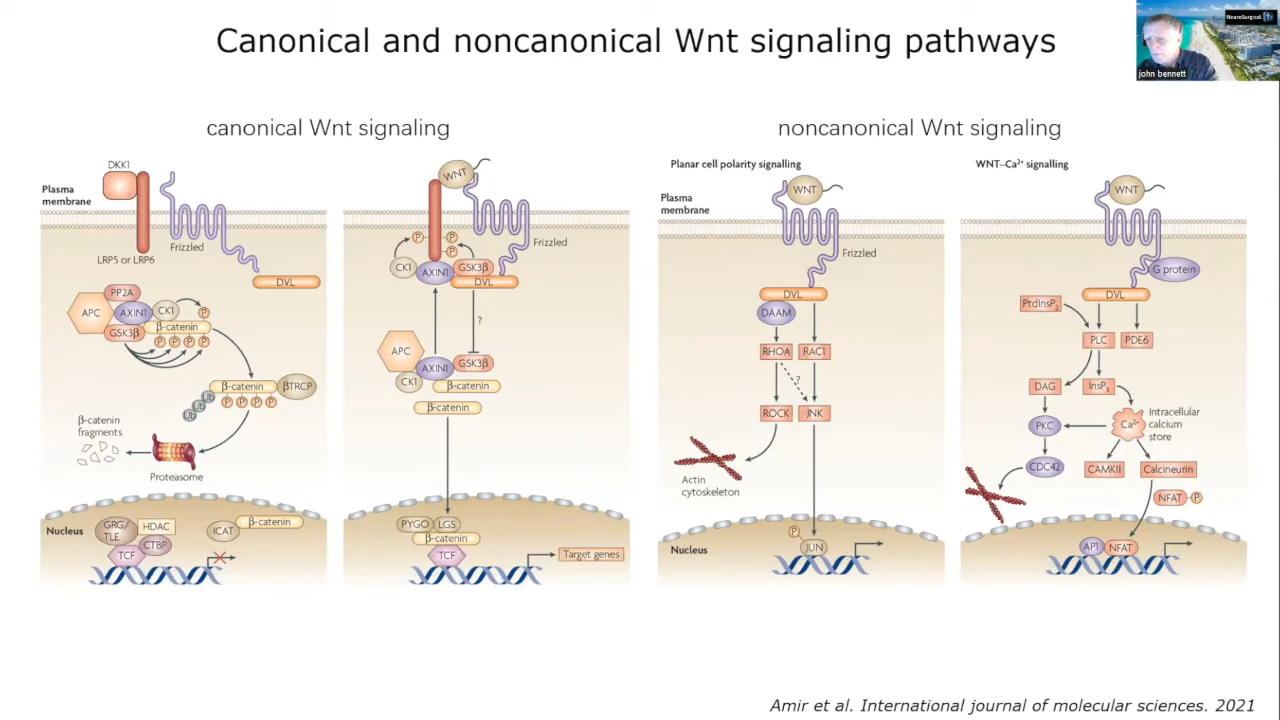 Canonical and noncanonical Wnt signaling pathways
NeuroSurgical
john bennett
canonical Wnt signaling
noncanonical Wnt signaling
DKK1
Plasma
membrane
Frizzled
LRP5 or LRP6
DVL
PP2A
APC
AXIN1
CK1
P
GSK3β
β-catenin
P P P P
β-catenin
βTRCP
Ub
Ub
Ub
P P P P
β-catenin
fragments
Proteasome
Nucleus
GRG/
TLE
HDAC
CTBP
TCF
ICAT
β-catenin
WNT
P
P
P
Frizzled
CK1
AXIN1
GSK3β
DVL
?
APC
AXIN1
GSK3β
CK1
β-catenin
β-catenin
PYGO
LGS
β-catenin
TCF
Target genes
Planar cell polarity signalling
Plasma
membrane
WNT
Frizzled
DVL
DAAM
RHOA
RAC1
?
ROCK
JNK
Actin
cytoskeleton
Nucleus
P
JUN
WNT–Ca²⁺ signalling
WNT
G protein
DVL
PtdInsP₂
PLC
PDE6
DAG
InsP₃
PKC
Ca²⁺
Intracellular
calcium
store
CDC42
CAMKII
Calcineurin
NFAT
P
AP1
NFAT
Amir et al. International journal of molecular sciences. 2021